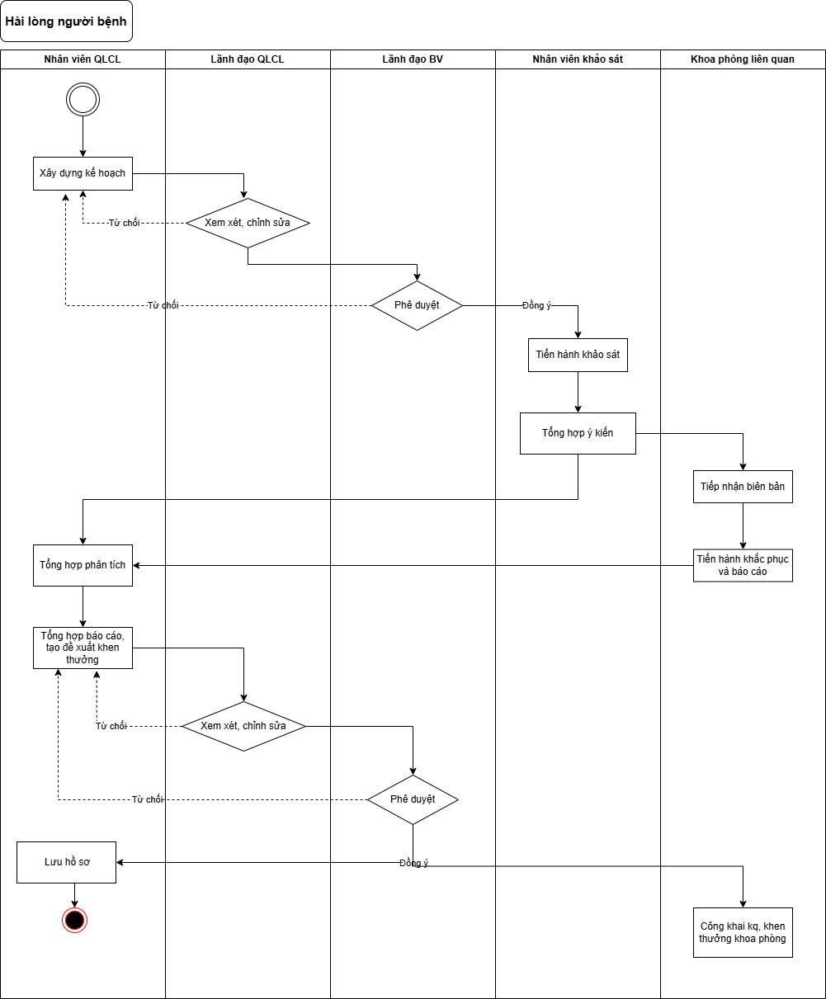 Hài lòng người bệnh
Nhân viên QLCL
Lãnh đạo QLCL
Lãnh đạo BV
Nhân viên khảo sát
Khoa phòng liên quan
Xây dựng kế hoạch
Xem xét, chỉnh sửa
Từ chối
Phê duyệt
Từ chối
Đồng ý
Tiến hành khảo sát
Tổng hợp ý kiến
Tiếp nhận biên bản
Tổng hợp phân tích
Tiến hành khắc phục
và báo cáo
Tổng hợp báo cáo,
tạo đề xuất khen
thưởng
Xem xét, chỉnh sửa
Từ chối
Phê duyệt
Từ chối
Lưu hồ sơ
Đồng ý
Công khai kq, khen
thưởng khoa phòng